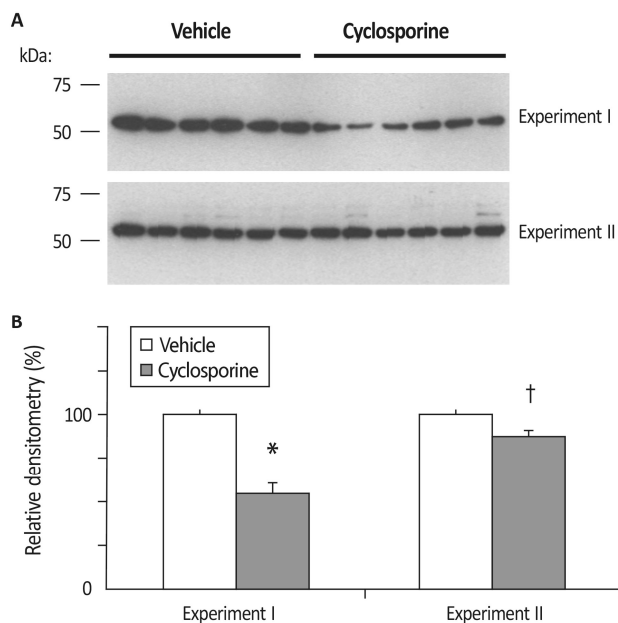 A
Vehicle Cyclosporine
kDa:
75
50
Experiment I
75
50
Experiment II
B
Vehicle
Cyclosporine
Relative densitometry (%)
100
0
*
†
Experiment I Experiment II